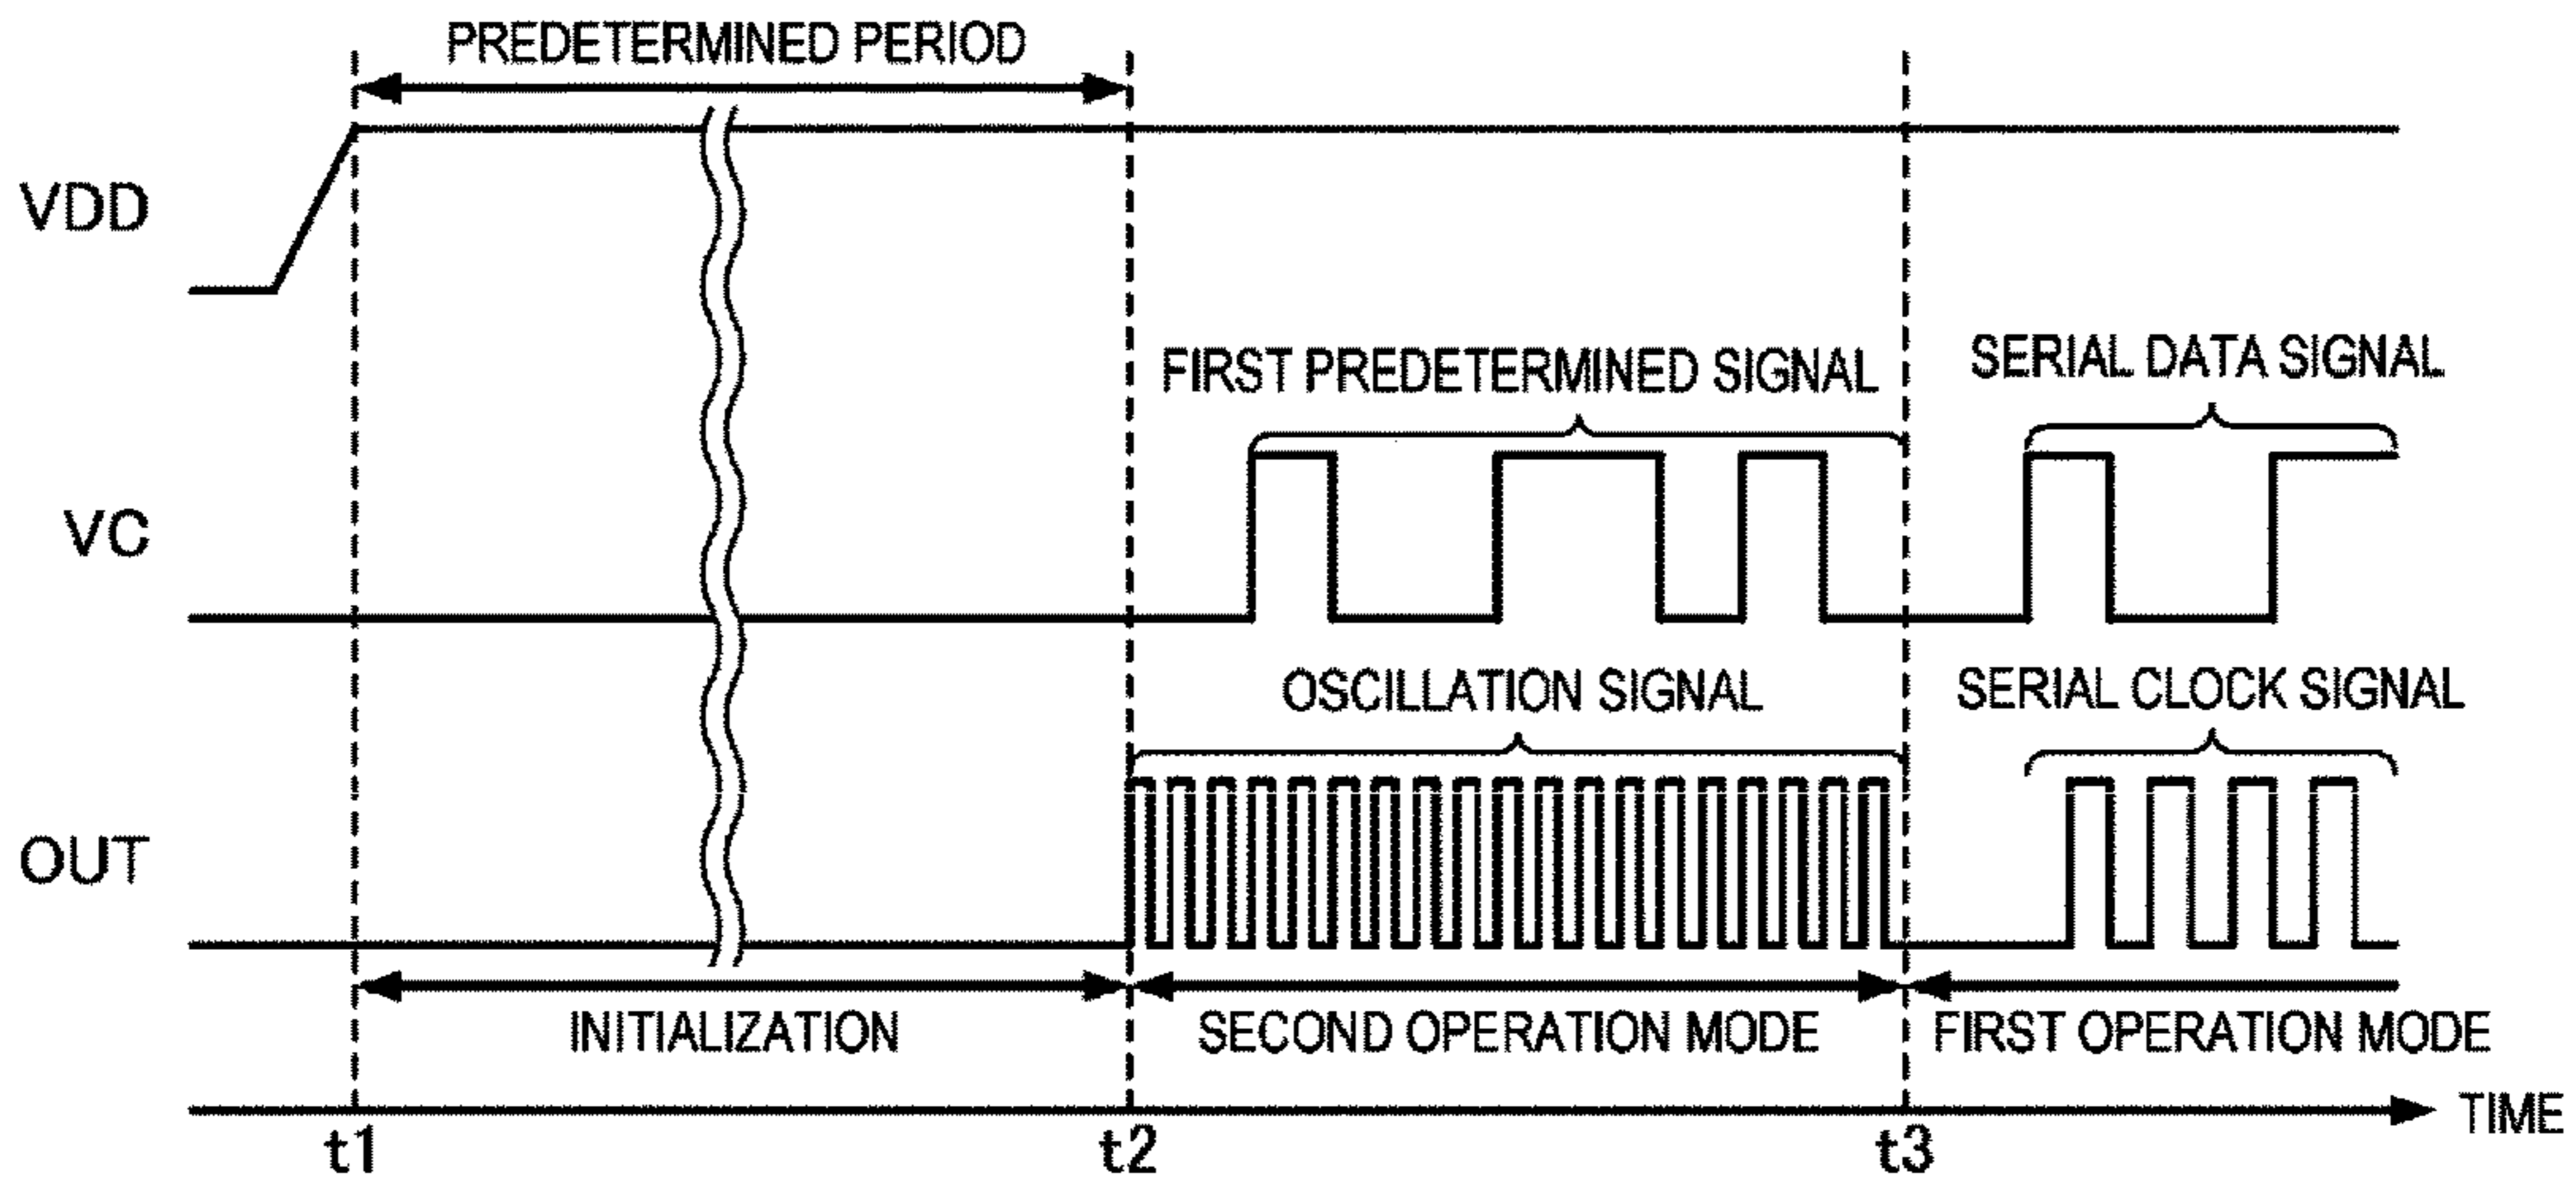 PREDETERMINED PERIOD
VDD
FIRST PREDETERMINED SIGNAL
SERIAL DATA SIGNAL
VC
OSCILLATION SIGNAL
SERIAL CLOCK SIGNAL
OUT
INITIALIZATION
SECOND OPERATION MODE
FIRST OPERATION MODE
TIME
t1
t2
t3